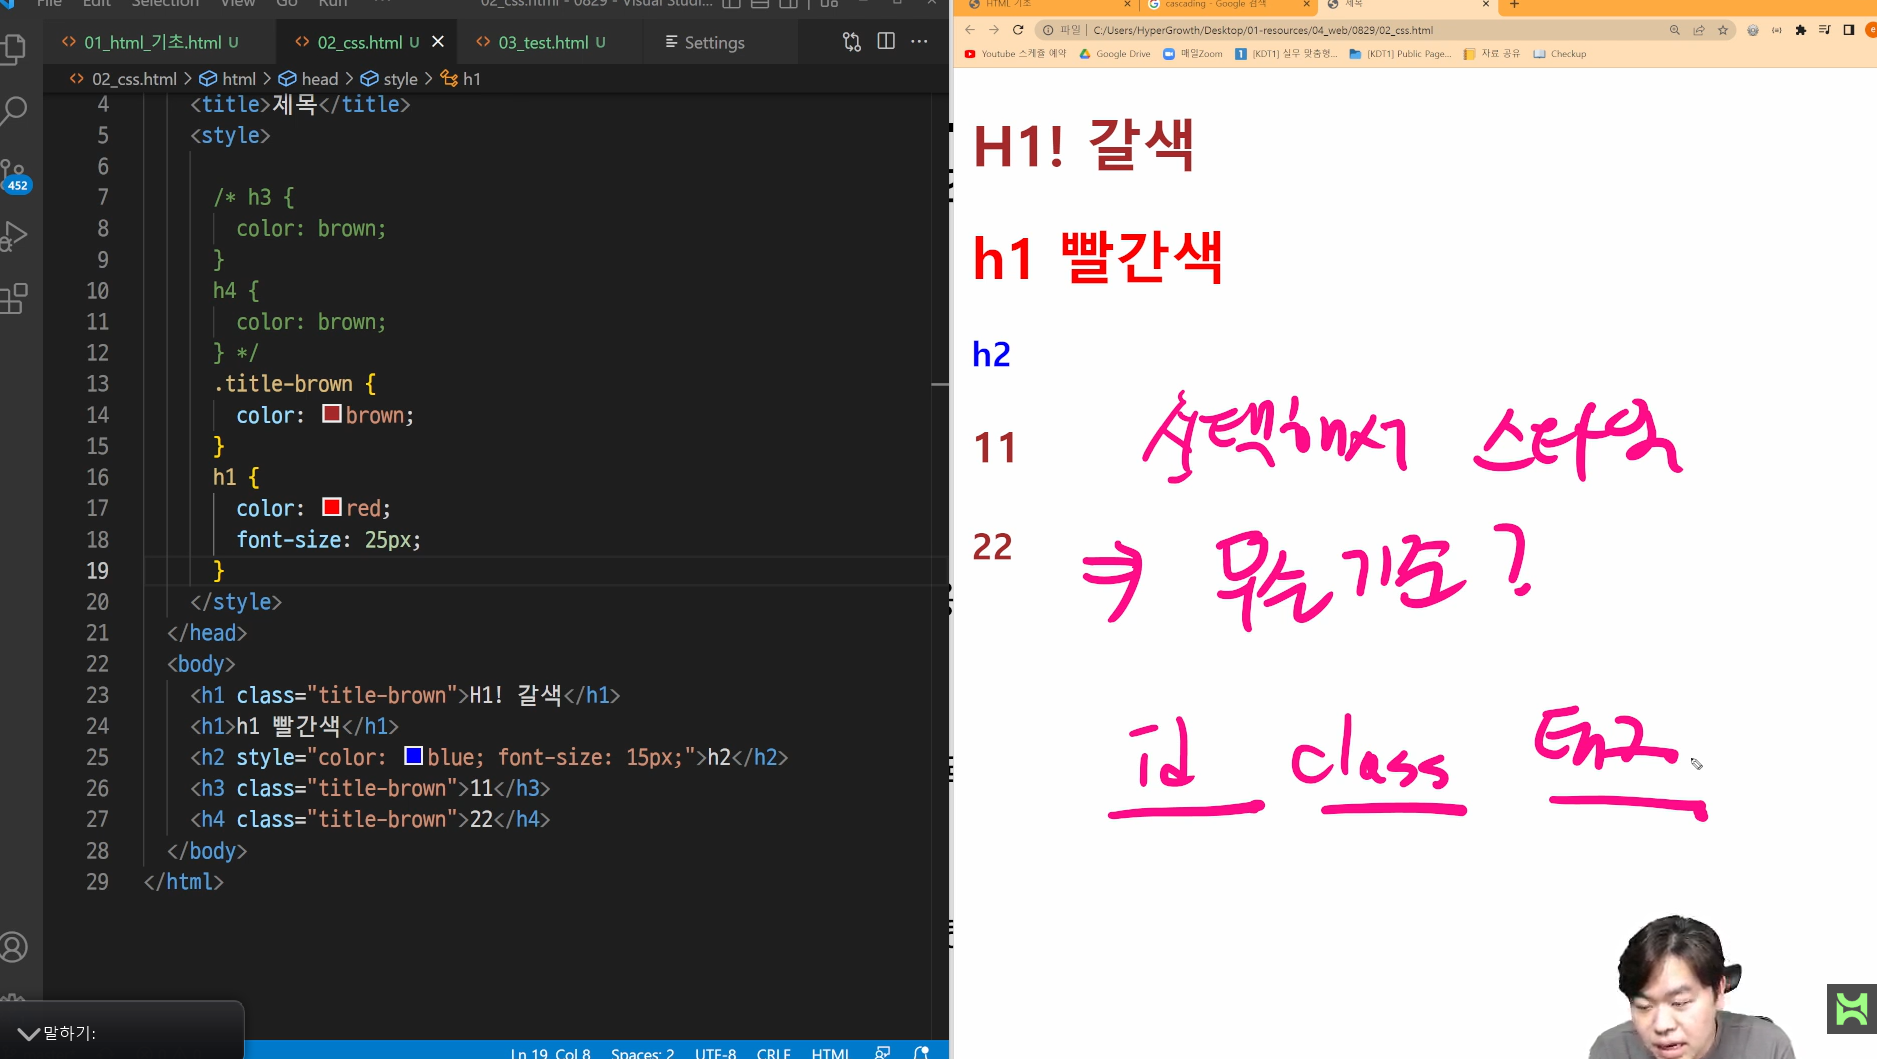 File Edit Selection View Go Run ··· 02_css.html - 0829 - Visual Studi...
01_html_기초.html U 02_css.html U 03_test.html U Settings
02_css.html > html > head > style > h1
4 <title>제목</title>
5 <style>
6
7 /* h3 {
8 color: brown;
9 }
10 h4 {
11 color: brown;
12 } */
13 .title-brown {
14 color: brown;
15 }
16 h1 {
17 color: red;
18 font-size: 25px;
19 }
20 </style>
21 </head>
22 <body>
23 <h1 class="title-brown">H1! 갈색</h1>
24 <h1>h1 빨간색</h1>
25 <h2 style="color: blue; font-size: 15px;">h2</h2>
26 <h3 class="title-brown">11</h3>
27 <h4 class="title-brown">22</h4>
28 </body>
29 </html>
452
말하기:
Ln 19, Col 8 Spaces: 2 UTF-8 CRLF HTML
HTML 기초 cascading - Google 검색 제목
파일 | C:/Users/HyperGrowth/Desktop/01-resources/04_web/0829/02_css.html
Youtube 스케줄 예약 Google Drive 매일Zoom [KDT1] 실무 맞춤형... [KDT1] Public Page... 자료 공유 Checkup
H1! 갈색
h1 빨간색
h2
11 선택해서 스타일
22 => 무슨 기준?
id class 태그